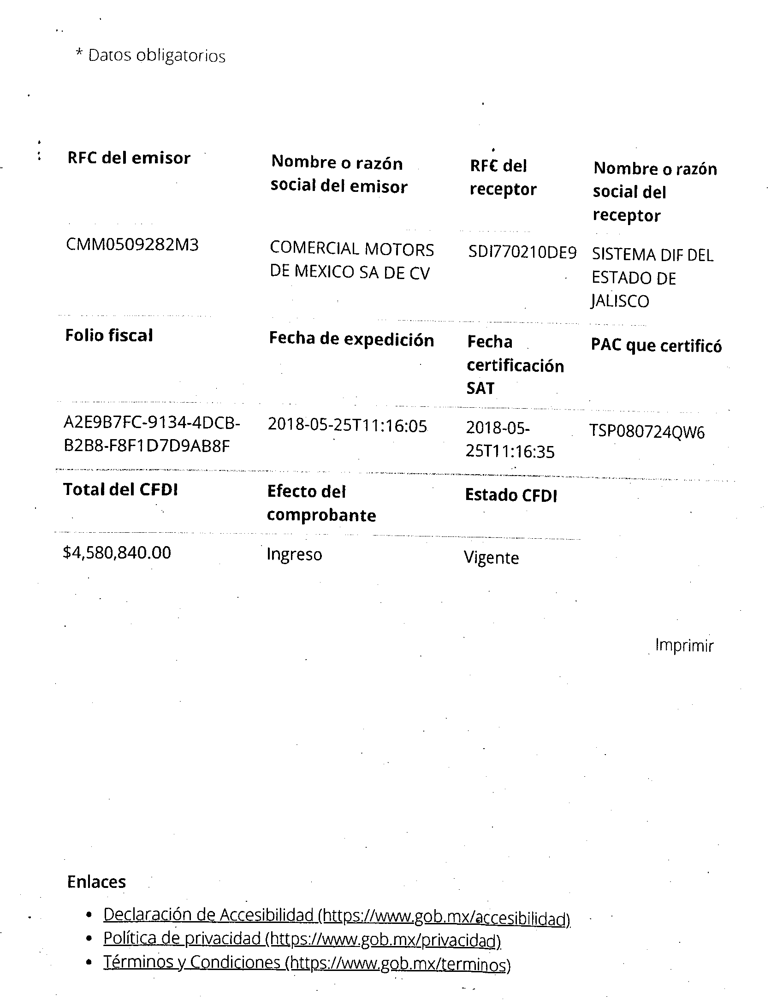 * Datos obligatorios
RFC del emisor
Nombre o razón
social del emisor
RFC del
receptor
Nombre o razón
social del
receptor
CMM0509282M3
COMERCIAL MOTORS
DE MEXICO SA DE CV
SDI770210DE9
SISTEMA DIF DEL
ESTADO DE
JALISCO
Folio fiscal
Fecha de expedición
Fecha
certificación
SAT
PAC que certificó
A2E9B7FC-9134-4DCB-
B2B8-F8F1D7D9AB8F
2018-05-25T11:16:05
2018-05-
25T11:16:35
TSP080724QW6
Total del CFDI
Efecto del
comprobante
Estado CFDI
$4,580,840.00
Ingreso
Vigente
Imprimir
Enlaces
• Declaración de Accesibilidad (https://www.gob.mx/accesibilidad)
• Política de privacidad (https://www.gob.mx/privacidad)
• Términos y Condiciones (https://www.gob.mx/terminos)